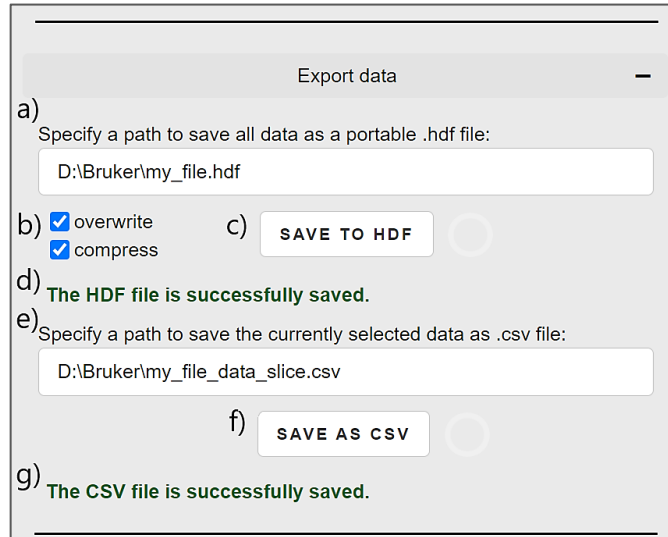 Export data
a)
Specify a path to save all data as a portable .hdf file:
D:\Bruker\my_file.hdf
b) overwrite c) SAVE TO HDF
compress
d) The HDF file is successfully saved.
e)
Specify a path to save the currently selected data as .csv file:
D:\Bruker\my_file_data_slice.csv
f) SAVE AS CSV
g) The CSV file is successfully saved.